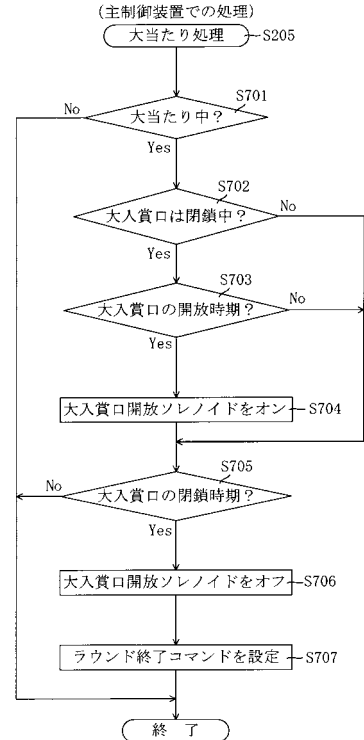 (主制御装置での処理)
大当たり処理
S205
S701
No
大当たり中?
Yes
S702
大入賞口は閉鎖中?
No
Yes
S703
大入賞口の開放時期?
No
Yes
大入賞口開放ソレノイドをオン
S704
S705
No
大入賞口の閉鎖時期?
Yes
大入賞口開放ソレノイドをオフ
S706
ラウンド終了コマンドを設定
S707
終 了